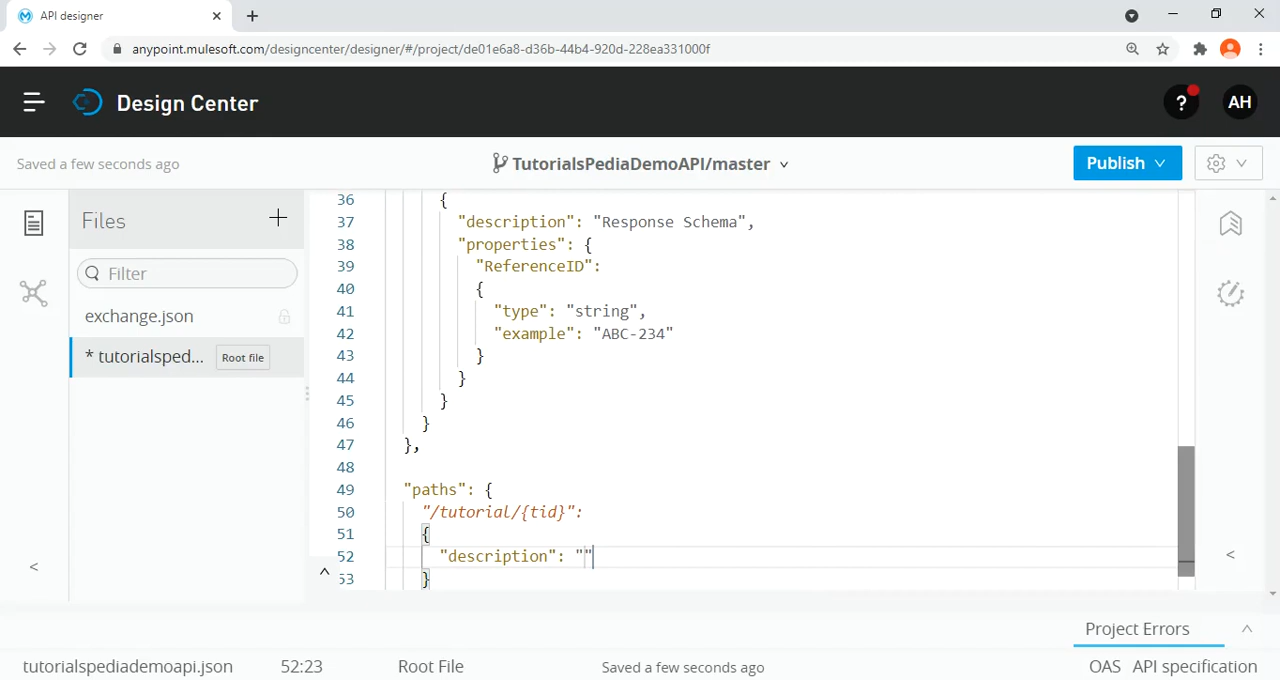 API designer
anypoint.mulesoft.com/designcenter/designer/#/project/de01e6a8-d36b-44b4-920d-228ea331000f
Design Center
?
AH
Saved a few seconds ago
TutorialsPediaDemoAPI/master
Publish
Files
Filter
exchange.json
* tutorialsped... Root file
36 {
37 "description": "Response Schema",
38 "properties": {
39 "ReferenceID":
40 {
41 "type": "string",
42 "example": "ABC-234"
43 }
44 }
45 }
46 }
47 },
48
49 "paths": {
50 "/tutorial/{tid}":
51 {
52 "description": ""
53 }
Project Errors
tutorialspediademoapi.json 52:23 Root File Saved a few seconds ago OAS API specification